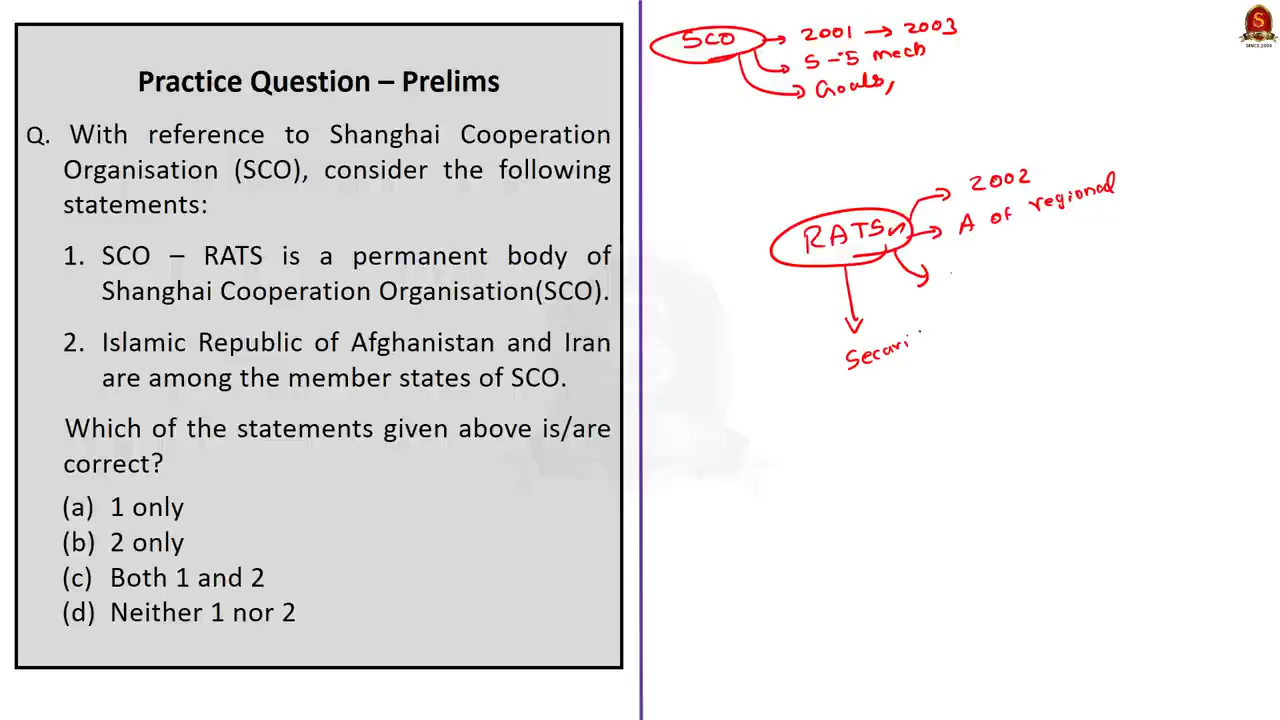 Practice Question – Prelims
Q. With reference to Shanghai Cooperation
Organisation (SCO), consider the following
statements:
1. SCO – RATS is a permanent body of
Shanghai Cooperation Organisation(SCO).
2. Islamic Republic of Afghanistan and Iran
are among the member states of SCO.
Which of the statements given above is/are
correct?
(a) 1 only
(b) 2 only
(c) Both 1 and 2
(d) Neither 1 nor 2
SCO → 2001 → 2003
S-5 mech
Goals,
RATS → 2002
A of regional
Securi
S
SINCE 2004